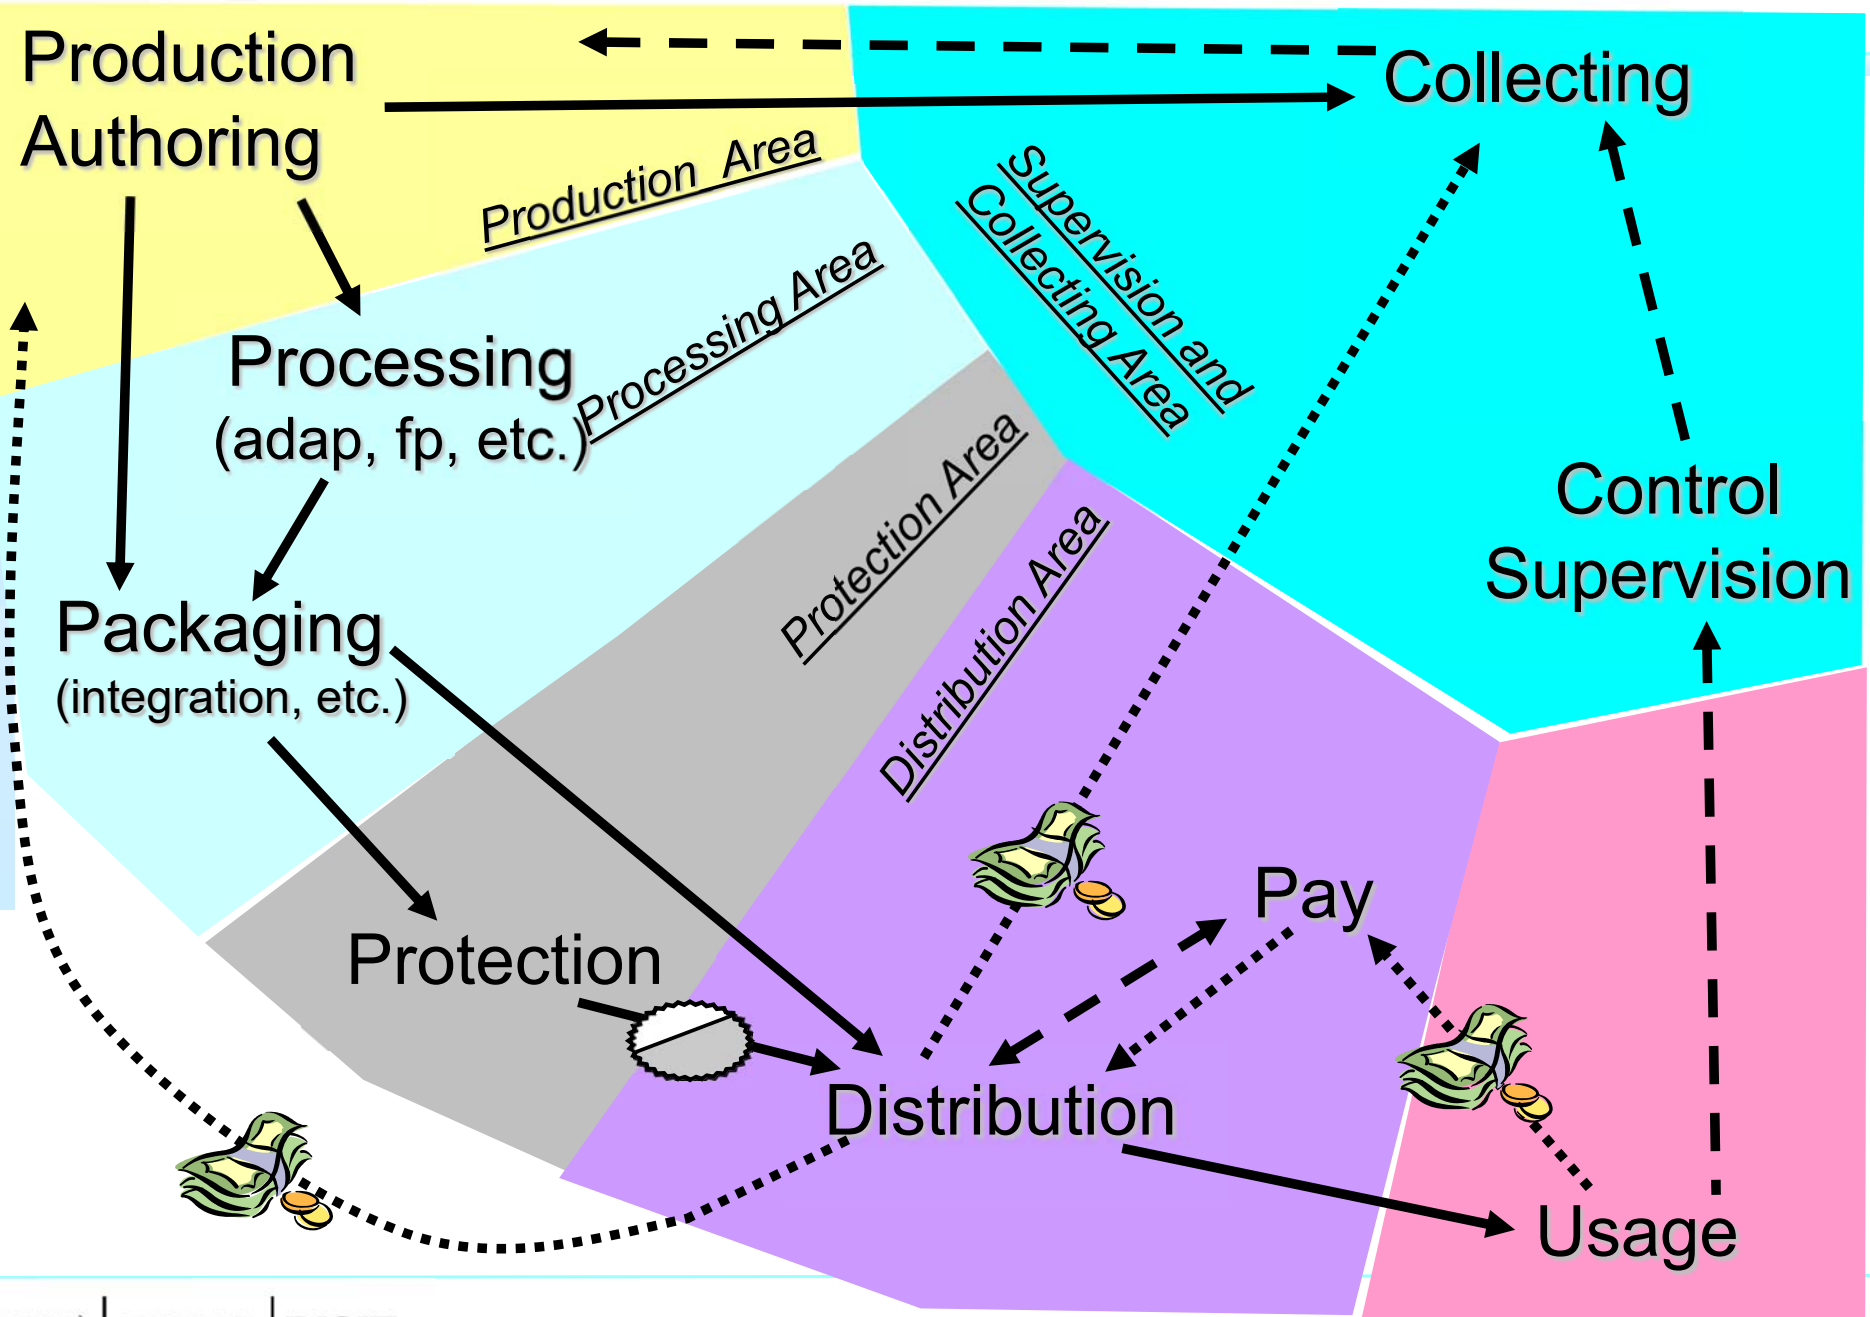 Production
Authoring
Collecting
Production Area
Supervision and
Collecting Area
Processing Area
Processing
(adap, fp, etc.)
Protection Area
Control
Supervision
Distribution Area
Packaging
(integration, etc.)
Pay
Protection
Distribution
Usage